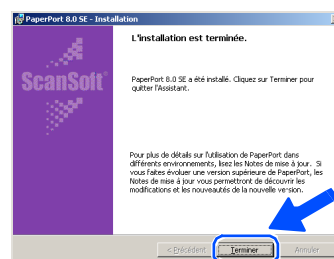 PaperPort 8.0 SE - Installation
L'installation est terminée.
ScanSoft
PaperPort 8.0 SE a été installé. Cliquez sur Terminer pour
quitter l'Assistant.
Pour plus de détails sur l'utilisation de PaperPort dans
différents environnements, lisez les Notes de mise à jour. Si
vous faites évoluer une version supérieure de PaperPort, les
Notes de mise à jour vous permettront de découvrir les
modifications et les nouveautés de la nouvelle version.
< Précédent
Terminer
Annuler